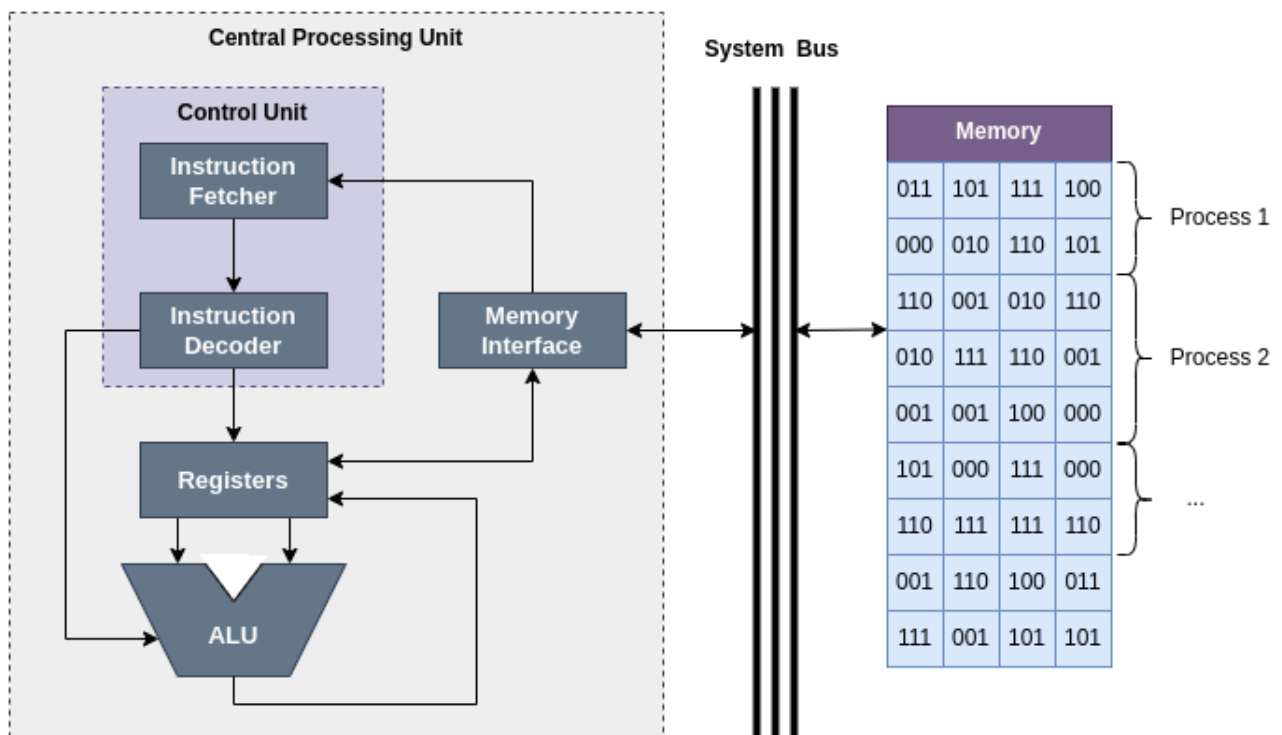 Central Processing Unit
System Bus
Control Unit
Instruction
Fetcher
Instruction
Decoder
Memory
Interface
Registers
ALU
Memory
011 101 111 100
000 010 110 101
110 001 010 110
010 111 110 001
001 001 100 000
101 000 111 000
110 111 111 110
001 110 100 011
111 001 101 101
Process 1
Process 2
...